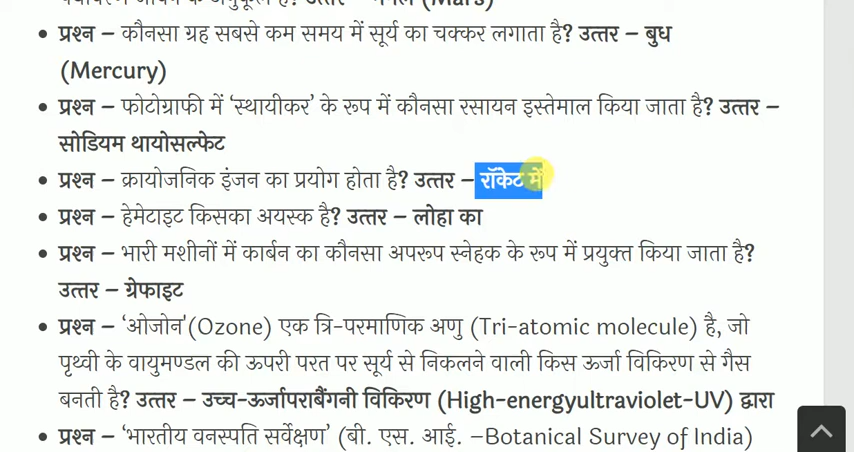 (Mars)
प्रश्न – कौनसा ग्रह सबसे कम समय में सूर्य का चक्कर लगाता है? उत्तर – बुध
(Mercury)
प्रश्न – फोटोग्राफी में ‘स्थायीकर’ के रूप में कौनसा रसायन इस्तेमाल किया जाता है? उत्तर –
सोडियम थायोसल्फेट
प्रश्न – क्रायोजनिक इंजन का प्रयोग होता है? उत्तर – रॉकेट में
प्रश्न – हेमेटाइट किसका अयस्क है? उत्तर – लोहा का
प्रश्न – भारी मशीनों में कार्बन का कौनसा अपरूप स्नेहक के रूप में प्रयुक्त किया जाता है?
उत्तर – ग्रेफाइट
प्रश्न – ‘ओजोन'(Ozone) एक त्रि-परमाणिक अणु (Tri-atomic molecule) है, जो
पृथ्वी के वायुमण्डल की ऊपरी परत पर सूर्य से निकलने वाली किस ऊर्जा विकिरण से गैस
बनती है? उत्तर – उच्च-ऊर्जापराबैंगनी विकिरण (High-energyultraviolet-UV) द्वारा
प्रश्न – ‘भारतीय वनस्पति सर्वेक्षण’ (बी. एस. आई. –Botanical Survey of India)